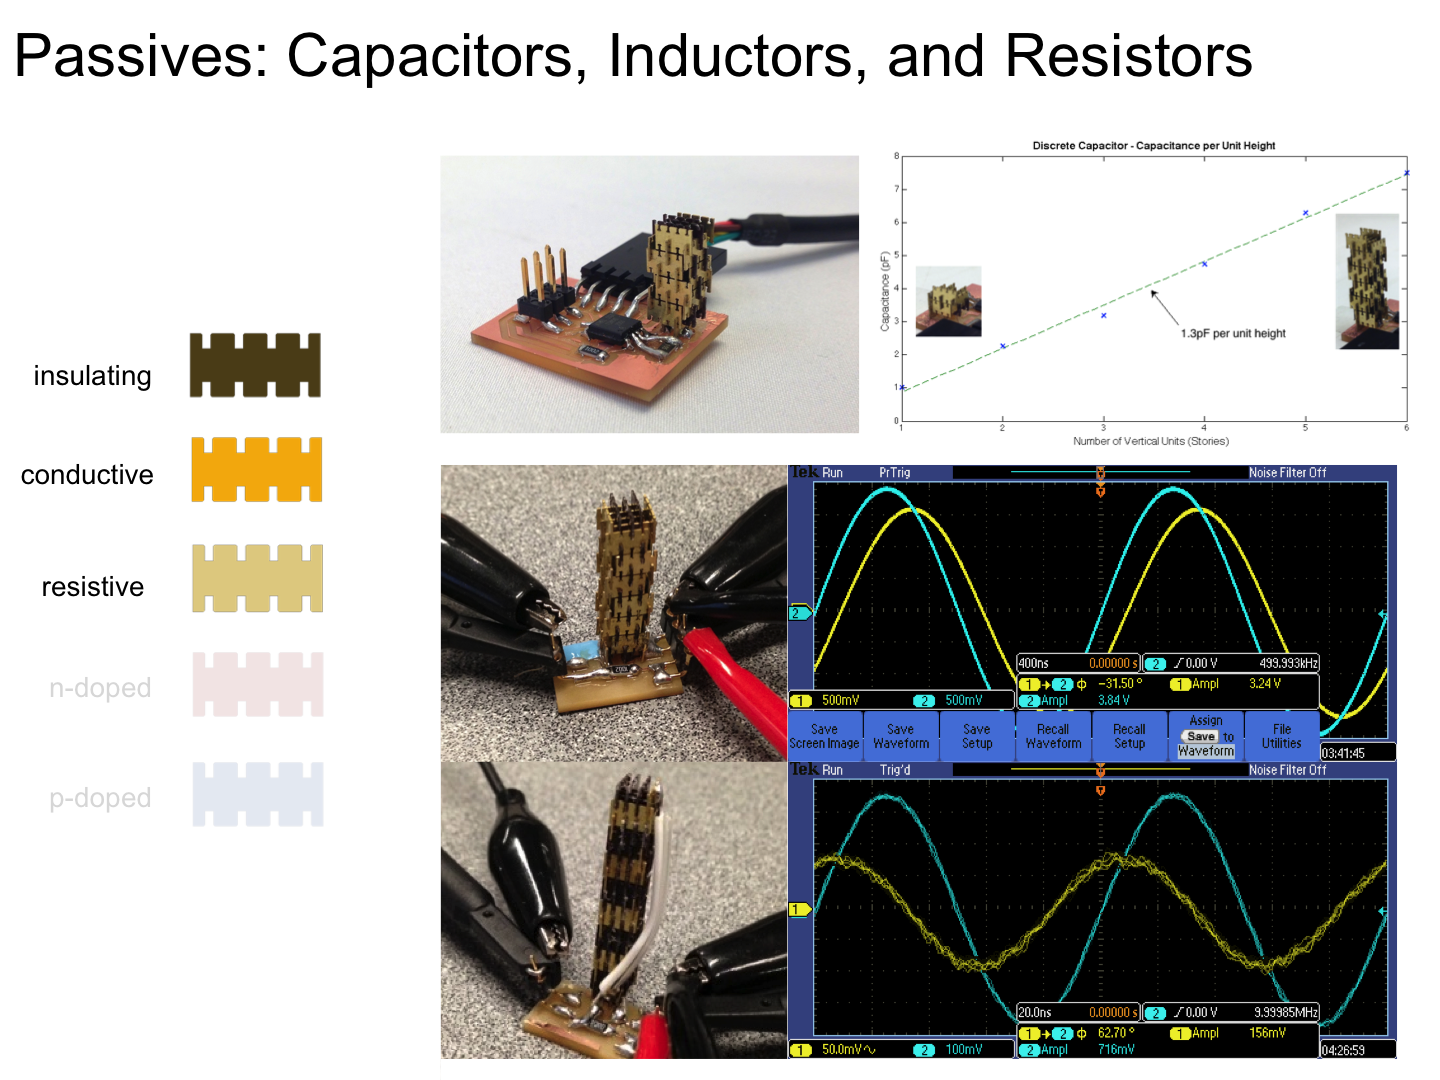 Passives: Capacitors, Inductors, and Resistors
insulating
conductive
resistive
n-doped
p-doped
Discrete Capacitor - Capacitance per Unit Height
Capacitance (pF)
8
7
6
5
4
3
2
1
0
1.3pF per unit height
1 2 3 4 5 6
Number of Vertical Units (Stories)
Tek Run PrTrig Noise Filter Off
2
400ns 0.00000 s 2 0.00 V 499.993kHz
1 → 2 ϕ −31.50 ° 1 Ampl 3.24 V
2 Ampl 3.84 V
1 500mV 2 500mV
Save Screen Image
Save Waveform
Save Setup
Recall Waveform
Recall Setup
Assign Save to Waveform
File Utilities
03:41:45
Tek Run Trig'd Noise Filter Off
1
20.0ns 0.00000 s 2 0.00 V 9.99985MHz
1 → 2 ϕ 62.70 ° 1 Ampl 156mV
2 Ampl 716mV
1 50.0mV 2 100mV
04:26:59